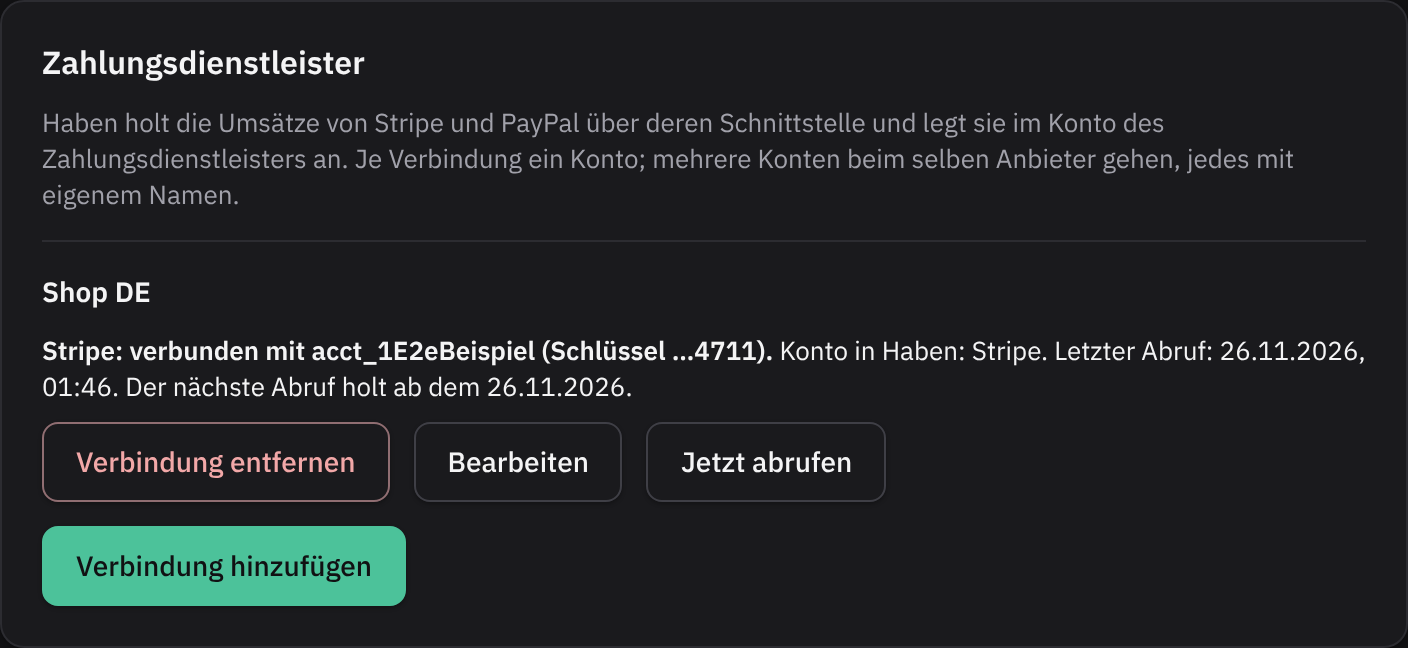 Zahlungsdienstleister
Haben holt die Umsätze von Stripe und PayPal über deren Schnittstelle und legt sie im Konto des
Zahlungsdienstleisters an. Je Verbindung ein Konto; mehrere Konten beim selben Anbieter gehen, jedes mit
eigenem Namen.
Shop DE
Stripe: verbunden mit acct_1E2eBeispiel (Schlüssel …4711). Konto in Haben: Stripe. Letzter Abruf: 26.11.2026,
01:46. Der nächste Abruf holt ab dem 26.11.2026.
Verbindung entfernen
Bearbeiten
Jetzt abrufen
Verbindung hinzufügen